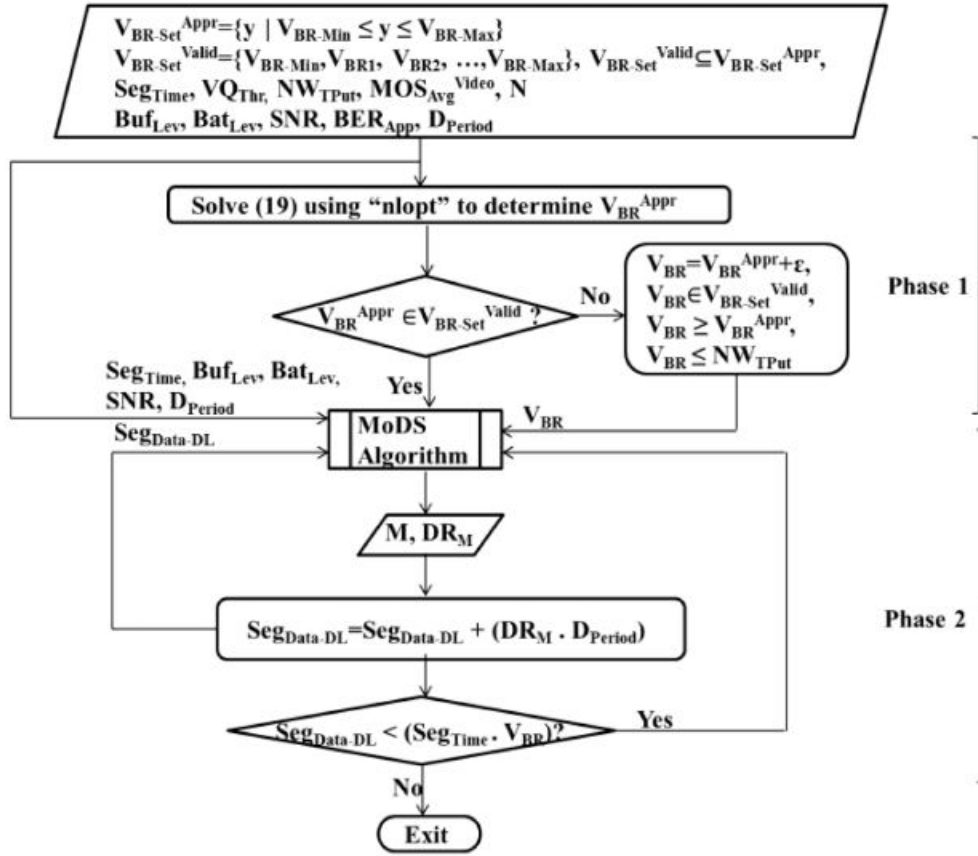 V_BR-Set^Appr={y | V_BR-Min ≤ y ≤ V_BR-Max}
V_BR-Set^Valid={V_BR-Min,V_BR1, V_BR2, ...,V_BR-Max}, V_BR-Set^Valid⊆V_BR-Set^Appr,
Seg_Time, VQ_Thr, NW_TPut, MOS_Avg^Video, N
Buf_Lev, Bat_Lev, SNR, BER_App, D_Period
Solve (19) using “nlopt” to determine V_BR^Appr
Phase 1
V_BR^Appr ∈V_BR-Set^Valid ?
No
V_BR=V_BR^Appr+ε,
V_BR∈V_BR-Set^Valid,
V_BR ≥ V_BR^Appr,
V_BR ≤ NW_TPut
Yes
Seg_Time, Buf_Lev, Bat_Lev,
SNR, D_Period
Seg_Data-DL
V_BR
MoDS
Algorithm
M, DR_M
Seg_Data-DL=Seg_Data-DL + (DR_M . D_Period)
Phase 2
Seg_Data-DL < (Seg_Time . V_BR)?
Yes
No
Exit